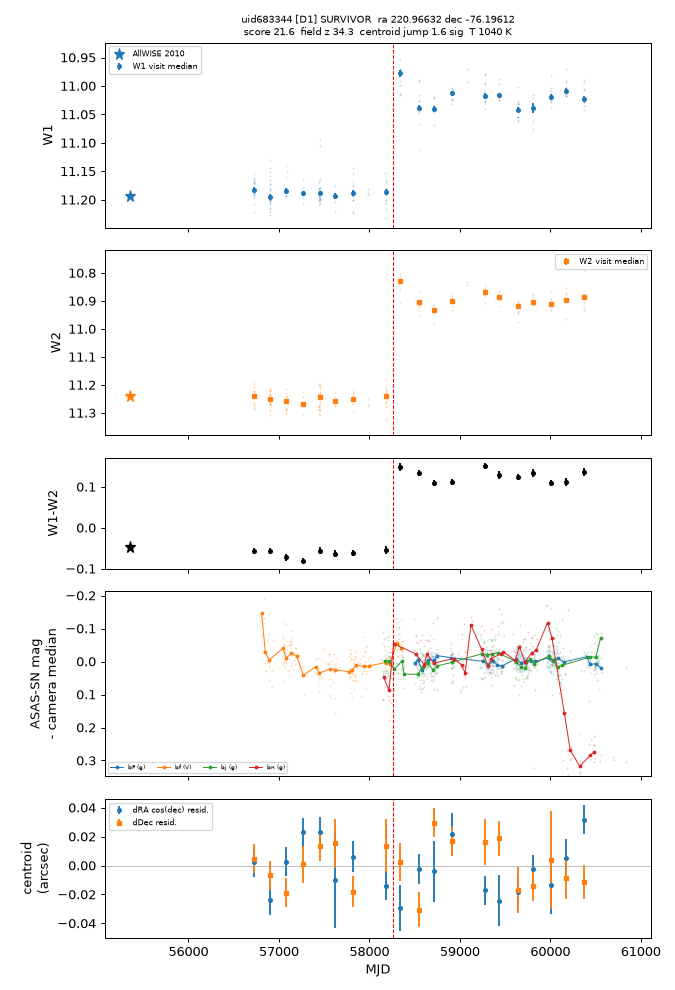 uid683344 [D1] SURVIVOR ra 220.96632 dec -76.19612
score 21.6 field z 34.3 centroid jump 1.6 sig T 1040 K
AllWISE 2010
W1 visit median
10.95
11.00
11.05
11.10
11.15
11.20
W1
W2 visit median
10.8
10.9
11.0
11.1
11.2
11.3
W2
0.1
0.0
−0.1
W1-W2
−0.2
−0.1
0.0
0.1
0.2
0.3
ASAS-SN mag
- camera median
(g)
(V)
(g)
(g)
dRA cos(dec) resid.
dDec resid.
0.04
0.02
0.00
−0.02
−0.04
centroid
(arcsec)
56000
57000
58000
59000
60000
61000
MJD